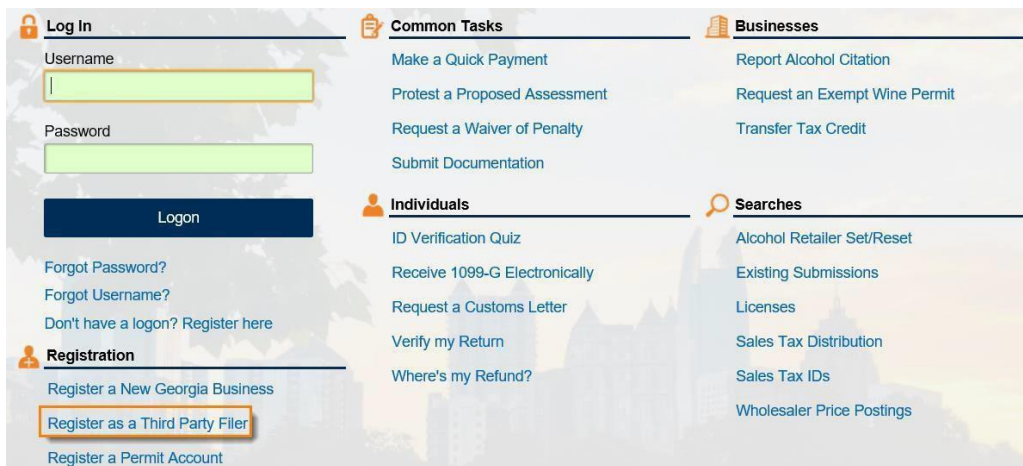 Log In
Username
Password
Logon
Forgot Password?
Forgot Username?
Don't have a logon? Register here
Registration
Register a New Georgia Business
Register as a Third Party Filer
Register a Permit Account
Common Tasks
Make a Quick Payment
Protest a Proposed Assessment
Request a Waiver of Penalty
Submit Documentation
Individuals
ID Verification Quiz
Receive 1099-G Electronically
Request a Customs Letter
Verify my Return
Where's my Refund?
Businesses
Report Alcohol Citation
Request an Exempt Wine Permit
Transfer Tax Credit
Searches
Alcohol Retailer Set/Reset
Existing Submissions
Licenses
Sales Tax Distribution
Sales Tax IDs
Wholesaler Price Postings